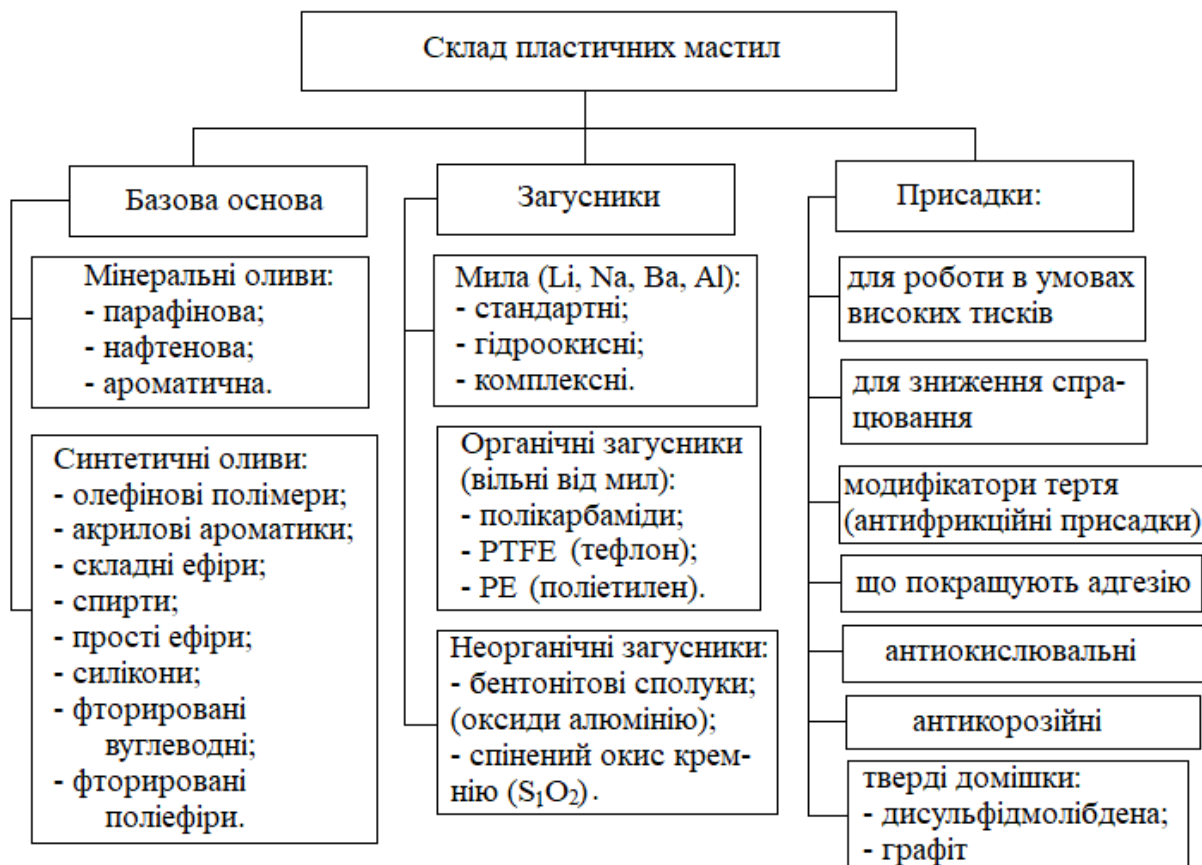 Склад пластичних мастил
Базова основа
Мінеральні оливи:
- парафінова;
- нафтенова;
- ароматична.
Синтетичні оливи:
- олефінові полімери;
- акрилові ароматики;
- складні ефіри;
- спирти;
- прості ефіри;
- силікони;
- фторировані
вуглеводні;
- фторировані
поліефіри.
Загусники
Мила (Li, Na, Ba, Al):
- стандартні;
- гідроокисні;
- комплексні.
Органічні загусники
(вільні від мил):
- полікарбаміди;
- PTFE (тефлон);
- PE (поліетилен).
Неорганічні загусники:
- бентонітові сполуки;
(оксиди алюмінію);
- спінений окис крем-
нію (S₁O₂).
Присадки:
для роботи в умовах
високих тисків
для зниження спра-
цювання
модифікатори тертя
(антифрикційні присадки)
що покращують адгезію
антиокислювальні
антикорозійні
тверді домішки:
- дисульфідмолібдена;
- графіт